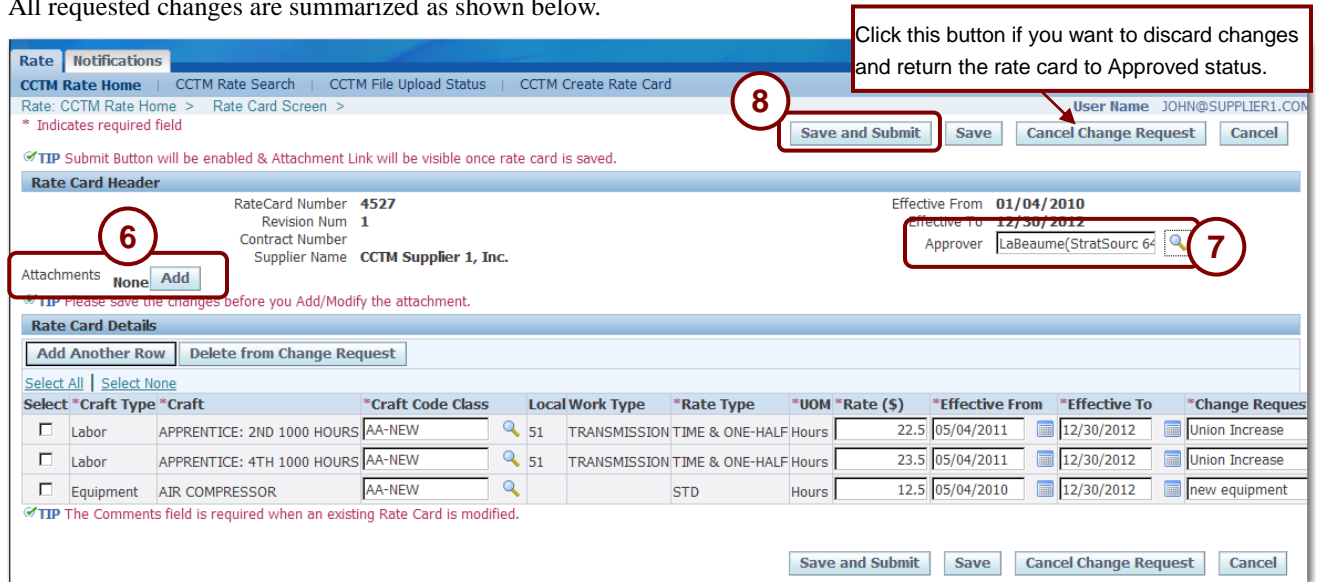 All requested changes are summarized as shown below.
Click this button if you want to discard changes
and return the rate card to Approved status.
Rate Notifications
CCTM Rate Home | CCTM Rate Search | CCTM File Upload Status | CCTM Create Rate Card
Rate: CCTM Rate Home > Rate Card Screen > User Name JOHN@SUPPLIER1.COM
* Indicates required field
8
Save and Submit Save Cancel Change Request Cancel
TIP Submit Button will be enabled & Attachment Link will be visible once rate card is saved.
Rate Card Header
RateCard Number 4527 Effective From 01/04/2010
Revision Num 1 Effective To 12/30/2012
Contract Number Approver LaBeaume(StratSourc 64
Supplier Name CCTM Supplier 1, Inc.
6
7
Attachments None Add
TIP Please save the changes before you Add/Modify the attachment.
Rate Card Details
Add Another Row Delete from Change Request
Select All | Select None
Select *Craft Type *Craft *Craft Code Class Local Work Type *Rate Type *UOM *Rate ($) *Effective From *Effective To *Change Reques
Labor APPRENTICE: 2ND 1000 HOURS AA-NEW 51 TRANSMISSION TIME & ONE-HALF Hours 22.5 05/04/2011 12/30/2012 Union Increase
Labor APPRENTICE: 4TH 1000 HOURS AA-NEW 51 TRANSMISSION TIME & ONE-HALF Hours 23.5 05/04/2011 12/30/2012 Union Increase
Equipment AIR COMPRESSOR AA-NEW STD Hours 12.5 05/04/2010 12/30/2012 new equipment
TIP The Comments field is required when an existing Rate Card is modified.
Save and Submit Save Cancel Change Request Cancel